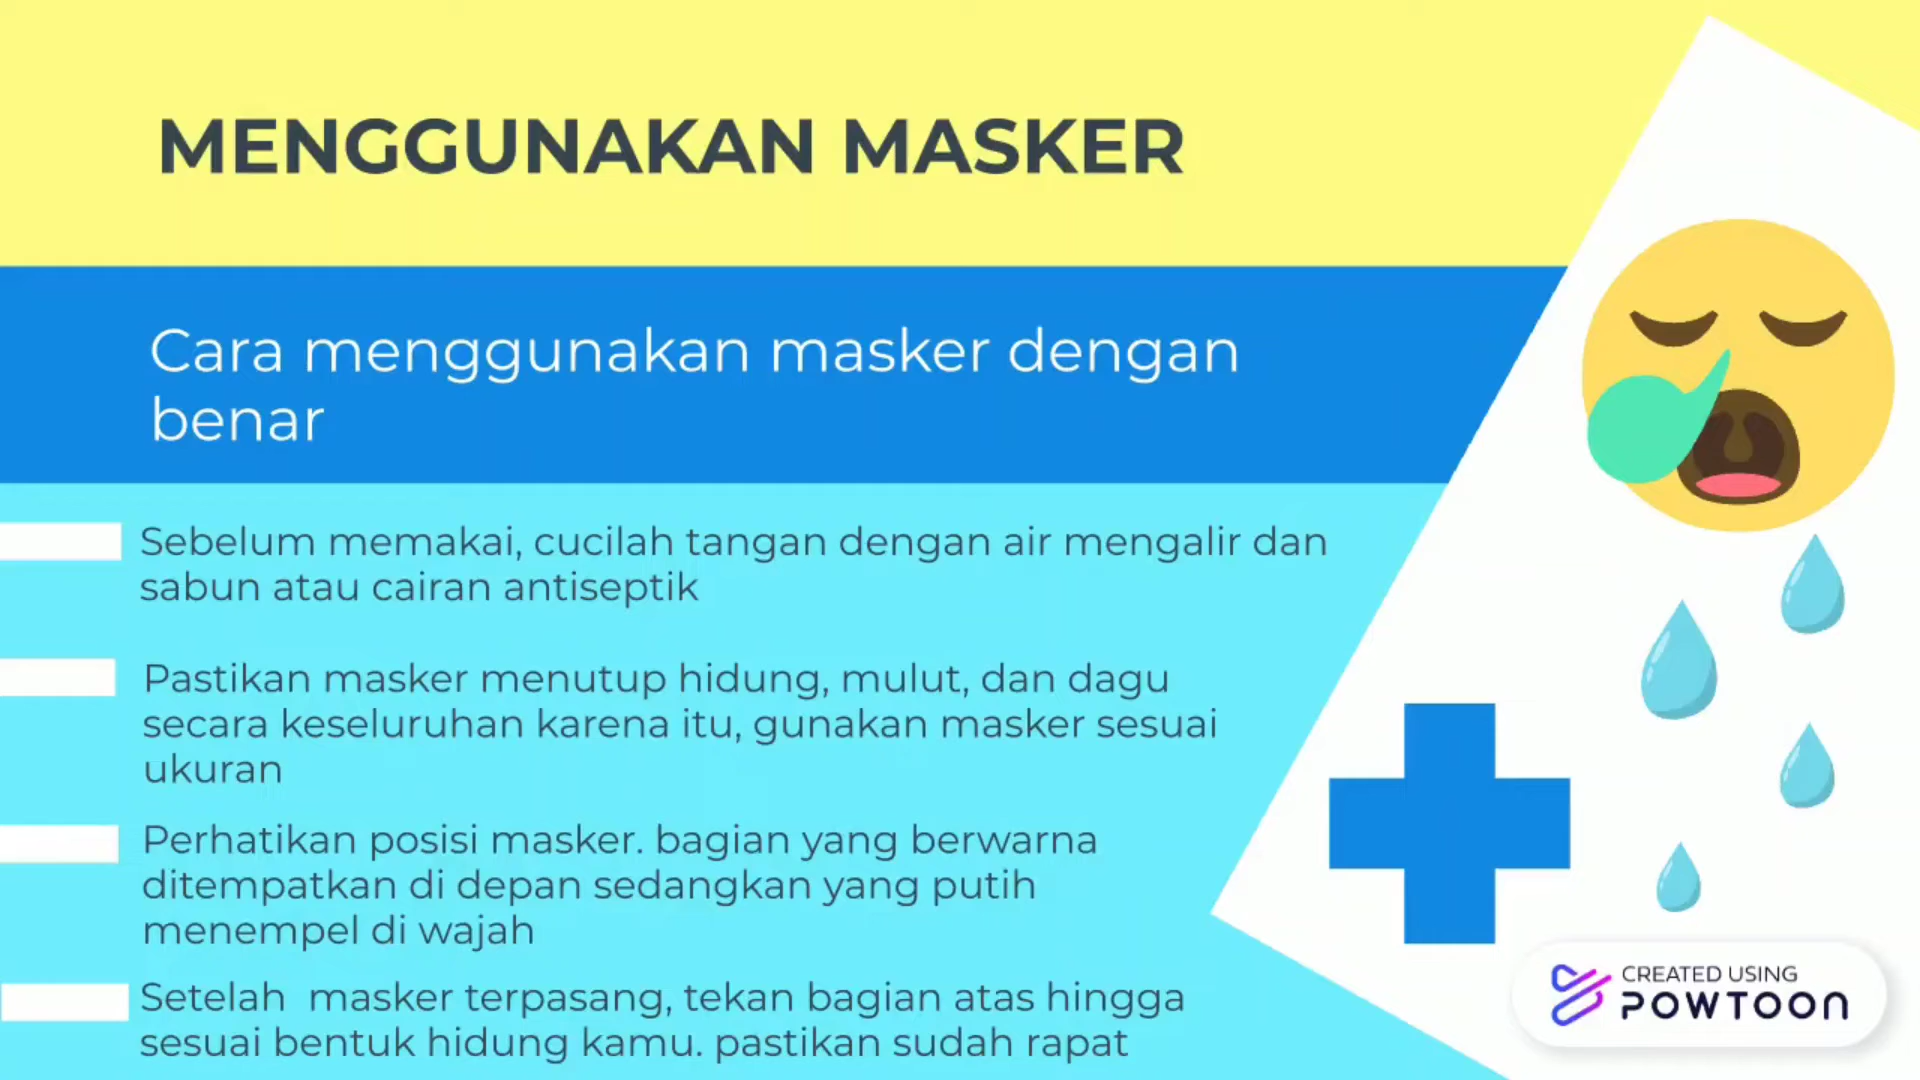 MENGGUNAKAN MASKER
Cara menggunakan masker dengan
benar
Sebelum memakai, cucilah tangan dengan air mengalir dan
sabun atau cairan antiseptik
Pastikan masker menutup hidung, mulut, dan dagu
secara keseluruhan karena itu, gunakan masker sesuai
ukuran
Perhatikan posisi masker. bagian yang berwarna
ditempatkan di depan sedangkan yang putih
menempel di wajah
Setelah  masker terpasang, tekan bagian atas hingga
sesuai bentuk hidung kamu. pastikan sudah rapat
CREATED USING
POWTOON